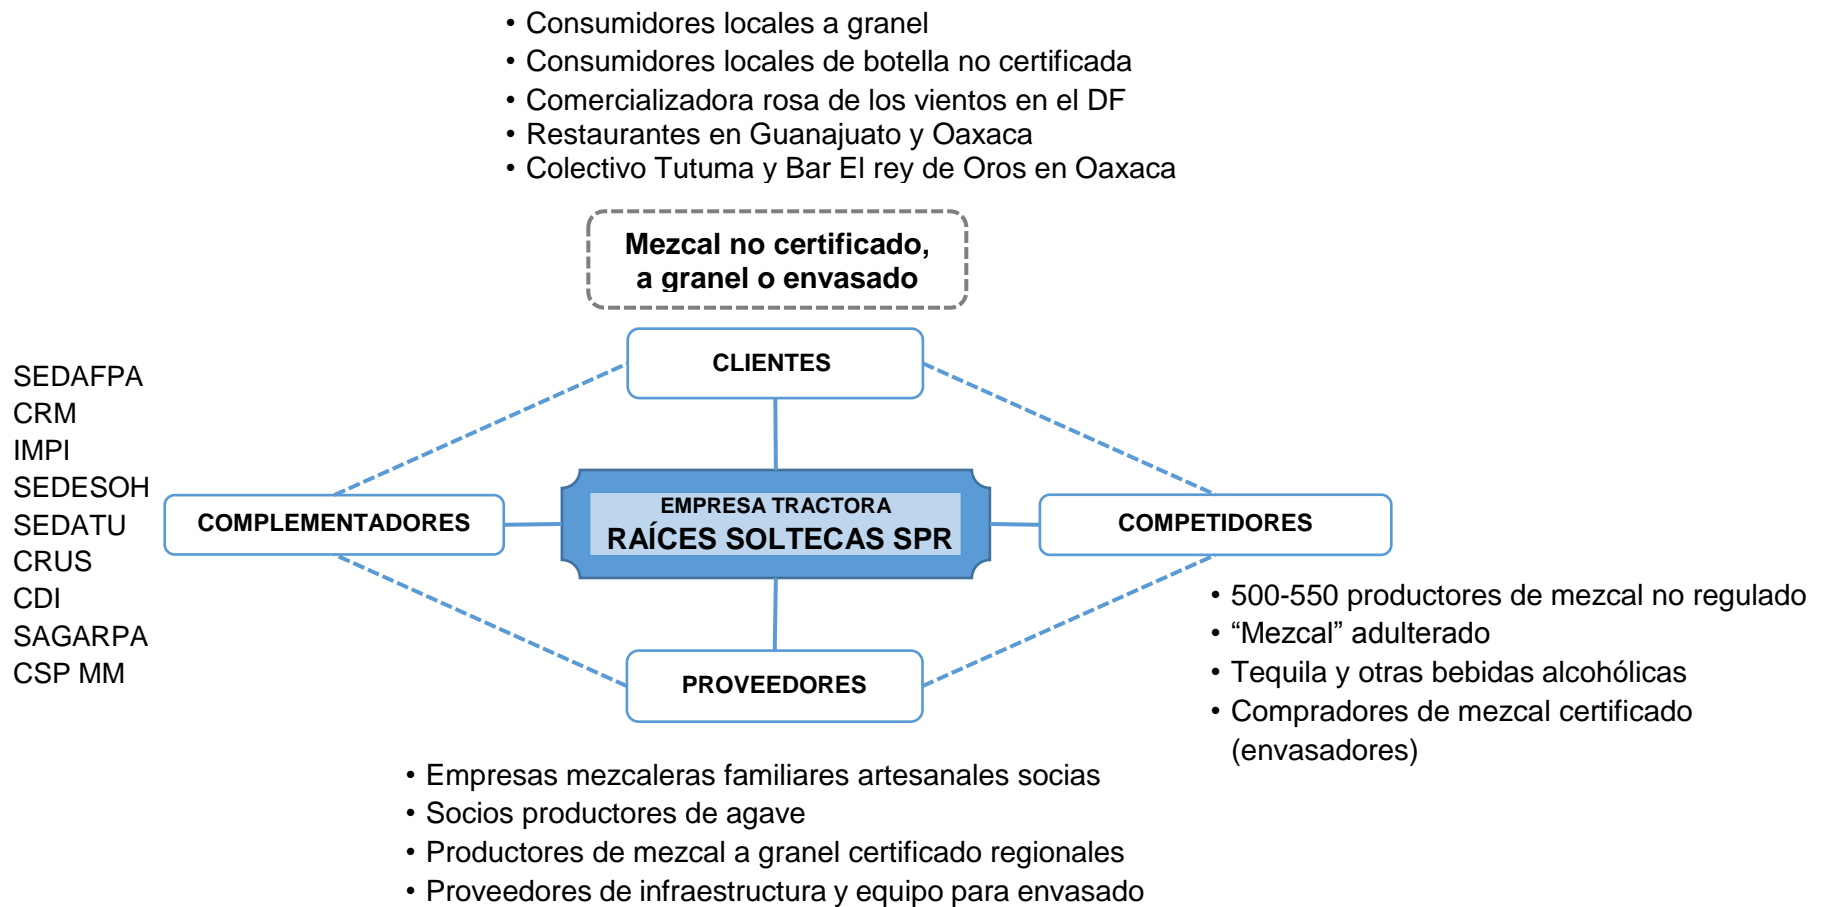 • Consumidores locales a granel
• Consumidores locales de botella no certificada
• Comercializadora rosa de los vientos en el DF
• Restaurantes en Guanajuato y Oaxaca
• Colectivo Tutuma y Bar El rey de Oros en Oaxaca
Mezcal no certificado,
a granel o envasado
CLIENTES
SEDAFPA
CRM
IMPI
SEDESOH
SEDATU
CRUS
CDI
SAGARPA
CSP MM
COMPLEMENTADORES
EMPRESA TRACTORA
RAÍCES SOLTECAS SPR
COMPETIDORES
• 500-550 productores de mezcal no regulado
• “Mezcal” adulterado
• Tequila y otras bebidas alcohólicas
• Compradores de mezcal certificado
(envasadores)
PROVEEDORES
• Empresas mezcaleras familiares artesanales socias
• Socios productores de agave
• Productores de mezcal a granel certificado regionales
• Proveedores de infraestructura y equipo para envasado